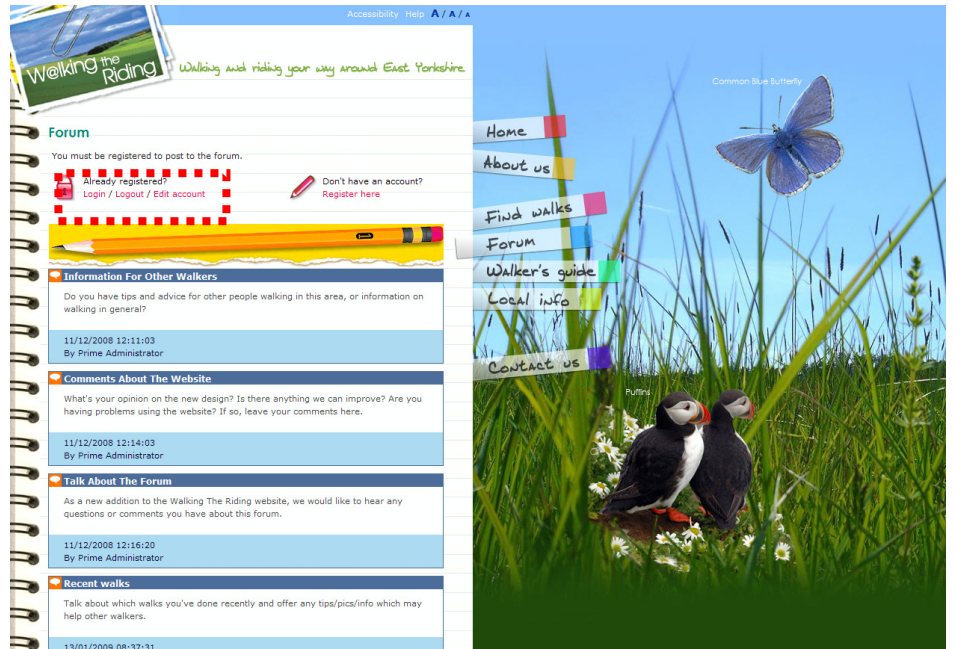 Accessibility Help A / A / A
W@lking the Riding
Walking and riding your way around East Yorkshire
Forum
You must be registered to post to the forum.
Already registered?
Login / Logout / Edit account
Don't have an account?
Register here
Information For Other Walkers
Do you have tips and advice for other people walking in this area, or information on
walking in general?
11/12/2008 12:11:03
By Prime Administrator
Comments About The Website
What's your opinion on the new design? Is there anything we can improve? Are you
having problems using the website? If so, leave your comments here.
11/12/2008 12:14:03
By Prime Administrator
Talk About The Forum
As a new addition to the Walking The Riding website, we would like to hear any
questions or comments you have about this forum.
11/12/2008 12:16:20
By Prime Administrator
Recent walks
Talk about which walks you've done recently and offer any tips/pics/info which may
help other walkers.
13/01/2009 08:37:31
Home
About us
Find walks
Forum
Walker's guide
Local info
Contact us
Common Blue Butterfly
Puffins